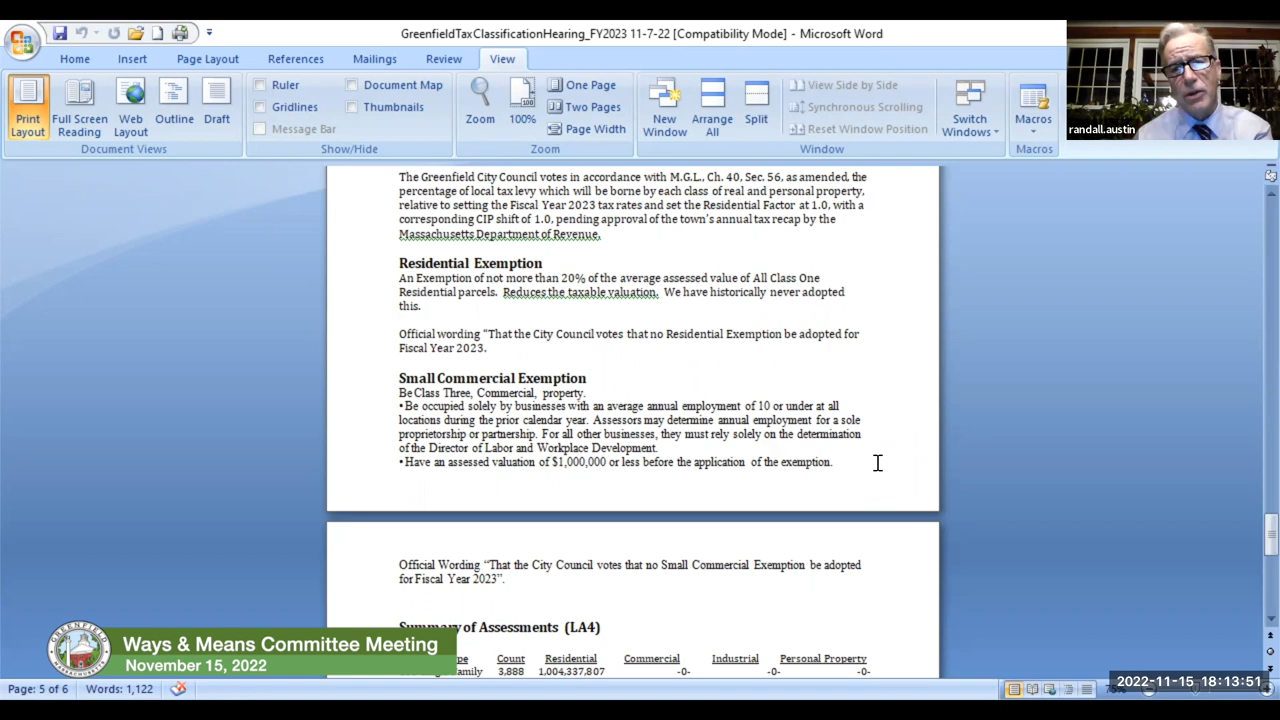 GreenfieldTaxClassificationHearing_FY2023 11-7-22 [Compatibility Mode] - Microsoft Word
Home Insert Page Layout References Mailings Review View
Print Layout
Full Screen Reading
Web Layout
Outline
Draft
Document Views
Ruler
Gridlines
Message Bar
Document Map
Thumbnails
Show/Hide
Zoom
100%
One Page
Two Pages
Page Width
Zoom
New Window
Arrange All
Split
View Side by Side
Synchronous Scrolling
Reset Window Position
Switch Windows
Window
Macros
Macros
randall.austin
The Greenfield City Council votes in accordance with M.G.L., Ch. 40, Sec. 56, as amended, the
percentage of local tax levy which will be borne by each class of real and personal property,
relative to setting the Fiscal Year 2023 tax rates and set the Residential Factor at 1.0, with a
corresponding CIP shift of 1.0, pending approval of the town's annual tax recap by the
Massachusetts Department of Revenue.
Residential Exemption
An Exemption of not more than 20% of the average assessed value of All Class One
Residential parcels. Reduces the taxable valuation. We have historically never adopted
this.
Official wording "That the City Council votes that no Residential Exemption be adopted for
Fiscal Year 2023.
Small Commercial Exemption
Be Class Three, Commercial, property.
•Be occupied solely by businesses with an average annual employment of 10 or under at all
locations during the prior calendar year. Assessors may determine annual employment for a sole
proprietorship or partnership. For all other businesses, they must rely solely on the determination
of the Director of Labor and Workplace Development.
•Have an assessed valuation of $1,000,000 or less before the application of the exemption.
Official Wording "That the City Council votes that no Small Commercial Exemption be adopted
for Fiscal Year 2023".
Summary of Assessments (LA4)
Count Residential Commercial Industrial Personal Property
3,888 1,004,337,807 -0- -0- -0-
GREENFIELD
Ways & Means Committee Meeting
November 15, 2022
Page: 5 of 6 Words: 1,122
2022-11-15 18:13:51